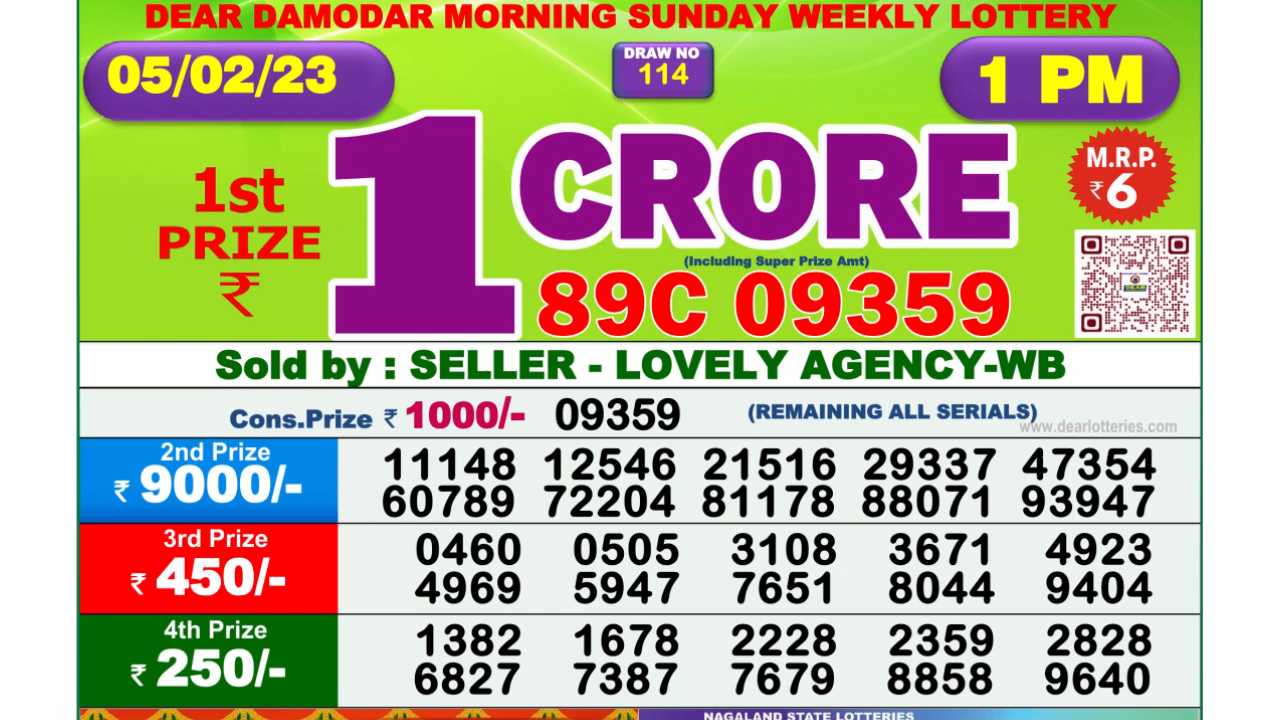 DEAR DAMODAR MORNING SUNDAY WEEKLY LOTTERY
05/02/23
DRAW NO
114
1 PM
1st
PRIZE
₹
1 CRORE
(Including Super Prize Amt)
89C 09359
M.R.P.
₹ 6
Sold by : SELLER - LOVELY AGENCY-WB
Cons.Prize ₹ 1000/- 09359 (REMAINING ALL SERIALS)
www.dearlotteries.com
2nd Prize
₹ 9000/-
11148 12546 21516 29337 47354
60789 72204 81178 88071 93947
3rd Prize
₹ 450/-
0460 0505 3108 3671 4923
4969 5947 7651 8044 9404
4th Prize
₹ 250/-
1382 1678 2228 2359 2828
6827 7387 7679 8858 9640
NAGALAND STATE LOTTERIES